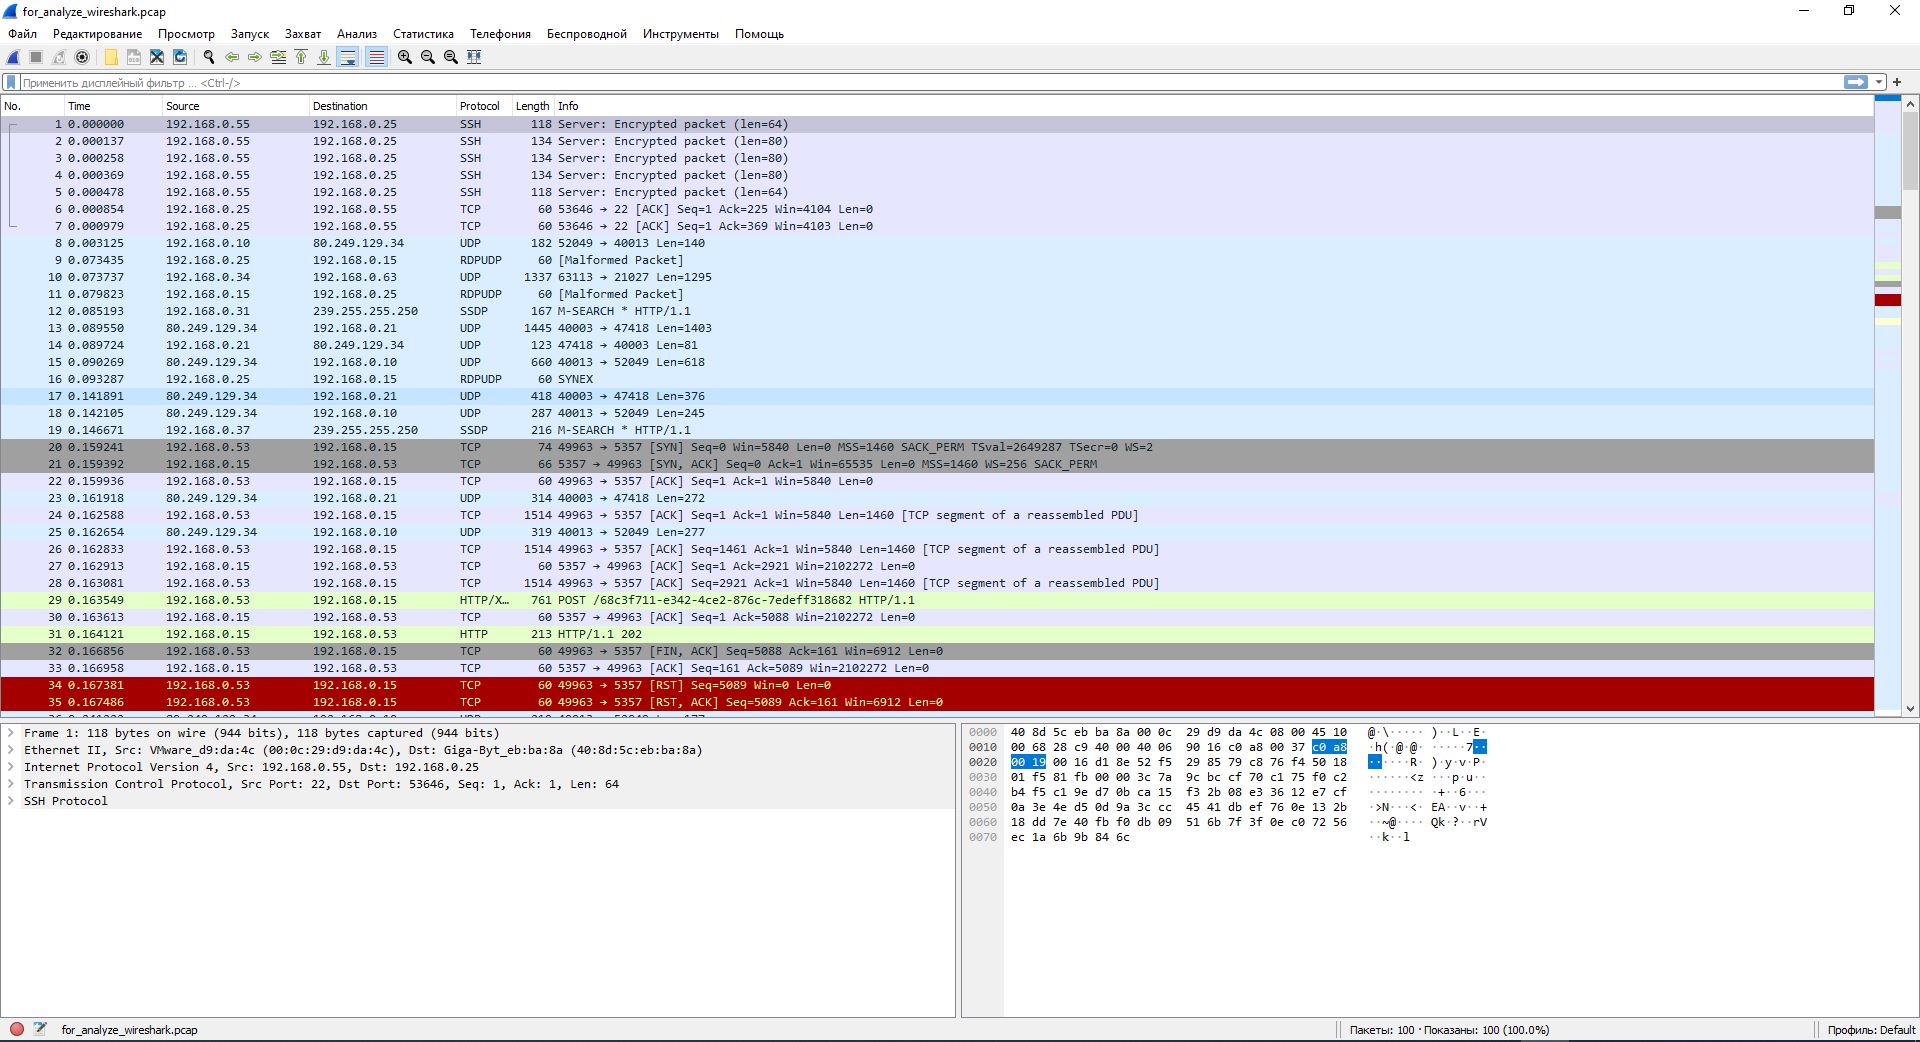 for_analyze_wireshark.pcap
Файл Редактирование Просмотр Запуск Захват Анализ Статистика Телефония Беспроводной Инструменты Помощь
Применить дисплейный фильтр ... <Ctrl-/>
No. Time Source Destination Protocol Length Info
1 0.000000 192.168.0.55 192.168.0.25 SSH 118 Server: Encrypted packet (len=64)
2 0.000137 192.168.0.55 192.168.0.25 SSH 134 Server: Encrypted packet (len=80)
3 0.000258 192.168.0.55 192.168.0.25 SSH 134 Server: Encrypted packet (len=80)
4 0.000369 192.168.0.55 192.168.0.25 SSH 134 Server: Encrypted packet (len=80)
5 0.000478 192.168.0.55 192.168.0.25 SSH 118 Server: Encrypted packet (len=64)
6 0.000854 192.168.0.25 192.168.0.55 TCP 60 53646 → 22 [ACK] Seq=1 Ack=225 Win=4104 Len=0
7 0.000979 192.168.0.25 192.168.0.55 TCP 60 53646 → 22 [ACK] Seq=1 Ack=369 Win=4103 Len=0
8 0.003125 192.168.0.10 80.249.129.34 UDP 182 52049 → 40013 Len=140
9 0.073435 192.168.0.25 192.168.0.15 RDPUDP 60 [Malformed Packet]
10 0.073737 192.168.0.34 192.168.0.63 UDP 1337 63113 → 21027 Len=1295
11 0.079823 192.168.0.15 192.168.0.25 RDPUDP 60 [Malformed Packet]
12 0.085193 192.168.0.31 239.255.255.250 SSDP 167 M-SEARCH * HTTP/1.1
13 0.089550 80.249.129.34 192.168.0.21 UDP 1445 40003 → 47418 Len=1403
14 0.089724 192.168.0.21 80.249.129.34 UDP 123 47418 → 40003 Len=81
15 0.090269 80.249.129.34 192.168.0.10 UDP 660 40013 → 52049 Len=618
16 0.093287 192.168.0.25 192.168.0.15 RDPUDP 60 SYNEX
17 0.141891 80.249.129.34 192.168.0.21 UDP 418 40003 → 47418 Len=376
18 0.142105 80.249.129.34 192.168.0.10 UDP 287 40013 → 52049 Len=245
19 0.146671 192.168.0.37 239.255.255.250 SSDP 216 M-SEARCH * HTTP/1.1
20 0.159241 192.168.0.53 192.168.0.15 TCP 74 49963 → 5357 [SYN] Seq=0 Win=5840 Len=0 MSS=1460 SACK_PERM TSval=2649287 TSecr=0 WS=2
21 0.159392 192.168.0.15 192.168.0.53 TCP 66 5357 → 49963 [SYN, ACK] Seq=0 Ack=1 Win=65535 Len=0 MSS=1460 WS=256 SACK_PERM
22 0.159936 192.168.0.53 192.168.0.15 TCP 60 49963 → 5357 [ACK] Seq=1 Ack=1 Win=5840 Len=0
23 0.161918 80.249.129.34 192.168.0.21 UDP 314 40003 → 47418 Len=272
24 0.162588 192.168.0.53 192.168.0.15 TCP 1514 49963 → 5357 [ACK] Seq=1 Ack=1 Win=5840 Len=1460 [TCP segment of a reassembled PDU]
25 0.162654 80.249.129.34 192.168.0.10 UDP 319 40013 → 52049 Len=277
26 0.162833 192.168.0.53 192.168.0.15 TCP 1514 49963 → 5357 [ACK] Seq=1461 Ack=1 Win=5840 Len=1460 [TCP segment of a reassembled PDU]
27 0.162913 192.168.0.15 192.168.0.53 TCP 60 5357 → 49963 [ACK] Seq=1 Ack=2921 Win=2102272 Len=0
28 0.163081 192.168.0.53 192.168.0.15 TCP 1514 49963 → 5357 [ACK] Seq=2921 Ack=1 Win=5840 Len=1460 [TCP segment of a reassembled PDU]
29 0.163549 192.168.0.53 192.168.0.15 HTTP/X… 761 POST /68c3f711-e342-4ce2-876c-7edeff318682 HTTP/1.1
30 0.163613 192.168.0.15 192.168.0.53 TCP 60 5357 → 49963 [ACK] Seq=1 Ack=5088 Win=2102272 Len=0
31 0.164121 192.168.0.15 192.168.0.53 HTTP 213 HTTP/1.1 202
32 0.166856 192.168.0.53 192.168.0.15 TCP 60 49963 → 5357 [FIN, ACK] Seq=5088 Ack=161 Win=6912 Len=0
33 0.166958 192.168.0.15 192.168.0.53 TCP 60 5357 → 49963 [ACK] Seq=161 Ack=5089 Win=2102272 Len=0
34 0.167381 192.168.0.53 192.168.0.15 TCP 60 49963 → 5357 [RST] Seq=5089 Win=0 Len=0
35 0.167486 192.168.0.53 192.168.0.15 TCP 60 49963 → 5357 [RST, ACK] Seq=5089 Ack=161 Win=6912 Len=0
Frame 1: 118 bytes on wire (944 bits), 118 bytes captured (944 bits)
Ethernet II, Src: VMware_d9:da:4c (00:0c:29:d9:da:4c), Dst: Giga-Byt_eb:ba:8a (40:8d:5c:eb:ba:8a)
Internet Protocol Version 4, Src: 192.168.0.55, Dst: 192.168.0.25
Transmission Control Protocol, Src Port: 22, Dst Port: 53646, Seq: 1, Ack: 1, Len: 64
SSH Protocol
0000 40 8d 5c eb ba 8a 00 0c 29 d9 da 4c 08 00 45 10 @·\····· )··L··E·
0010 00 68 28 c9 40 00 40 06 90 16 c0 a8 00 37 c0 a8 ·h(·@·@· ·····7··
0020 00 19 00 16 d1 8e 52 f5 29 85 79 c8 76 f4 50 18 ······R· )·y·v·P·
0030 01 f5 81 fb 00 00 3c 7a 9c bc cf 70 c1 75 f0 c2 ······<z ···p·u··
0040 b4 f5 c1 9e d7 0b ca 15 f3 2b 08 e3 36 12 e7 cf ········ ·+··6···
0050 0a 3e 4e d5 0d 9a 3c cc 45 41 db ef 76 0e 13 2b ·>N···<· EA··v··+
0060 18 dd 7e 40 fb f0 db 09 51 6b 7f 3f 0e c0 72 56 ··~@···· Qk·?··rV
0070 ec 1a 6b 9b 84 6c ··k··l
for_analyze_wireshark.pcap
Пакеты: 100 · Показаны: 100 (100.0%)
Профиль: Default